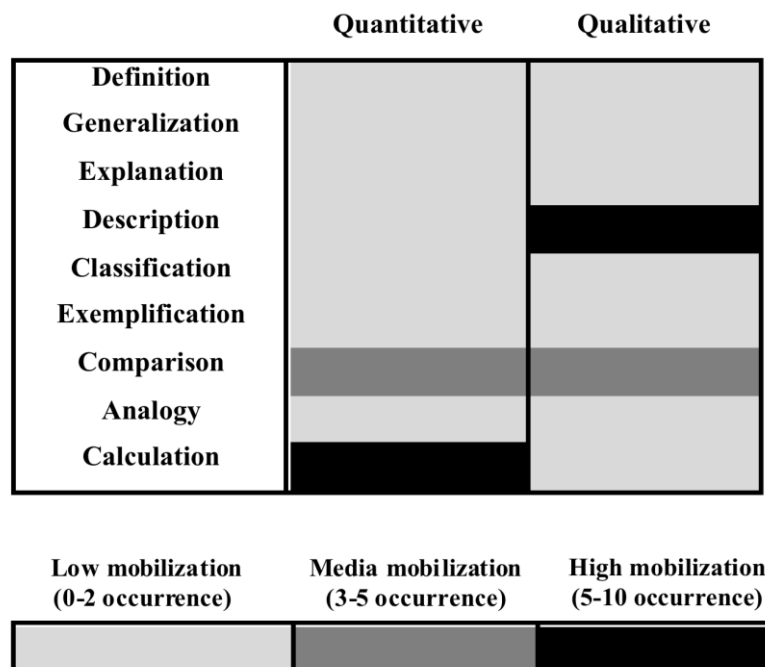 Quantitative Qualitative
Definition
Generalization
Explanation
Description
Classification
Exemplification
Comparison
Analogy
Calculation
Low mobilization Media mobilization High mobilization
(0-2 occurrence) (3-5 occurrence) (5-10 occurrence)